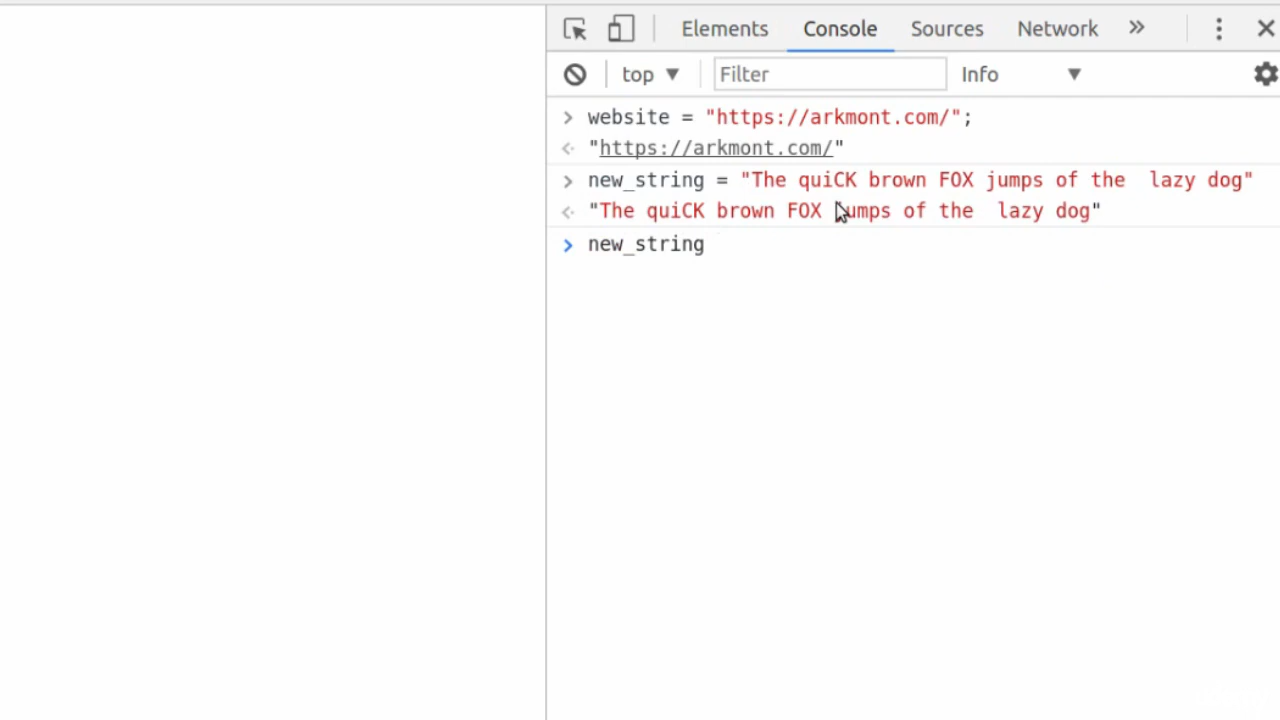 Elements Console Sources Network
top Filter Info
website = "https://arkmont.com/";
"https://arkmont.com/"
new_string = "The quiCK brown FOX jumps of the  lazy dog"
"The quiCK brown FOX jumps of the  lazy dog"
new_string